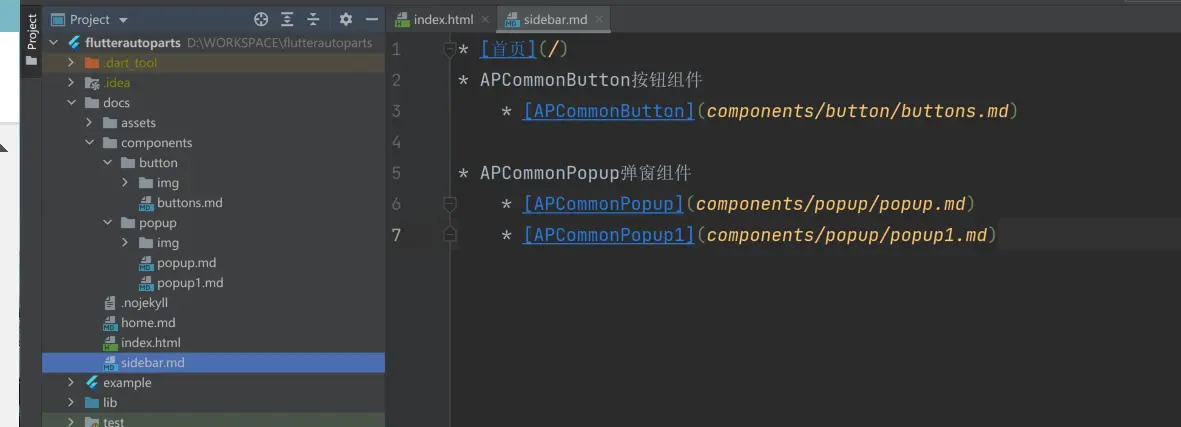 Project
Project
flutterautoparts D:\WORKSPACE\flutterautoparts
.dart_tool
.idea
docs
assets
components
button
img
buttons.md
popup
img
popup.md
popup1.md
.nojekyll
home.md
index.html
sidebar.md
example
lib
test
index.html
sidebar.md
1 * [首页](/)
2 * APCommonButton按钮组件
3 * [APCommonButton](components/button/buttons.md)
4
5 * APCommonPopup弹窗组件
6 * [APCommonPopup](components/popup/popup.md)
7 * [APCommonPopup1](components/popup/popup1.md)